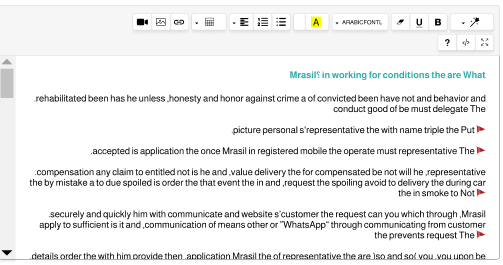 A ARABICFONT U B
? </>
Mrasil؟ in working for conditions the are What
.rehabilitated been has he unless ,honesty and honor against crime a of convicted been have not and behavior and
conduct good of be must delegate The
.picture personal s'representative the with name triple the Put
.accepted is application the once Mrasil in registered mobile the operate must representative The
.compensation any claim to entitled not is he and ,value delivery the for compensated be not will he ,representative
the by mistake a to due spoiled is order the that event the in and ,request the spoiling avoid to delivery the during car
the in smoke to Not
.securely and quickly him with communicate and website s'customer the request can you which through ,Mrasil
apply to sufficient is it and ,communication of means other or "WhatsApp" through communicating from customer
the prevents request The
.details order the with him provide then ,application Mrasil the of representative the are )so and so( you ,you upon be